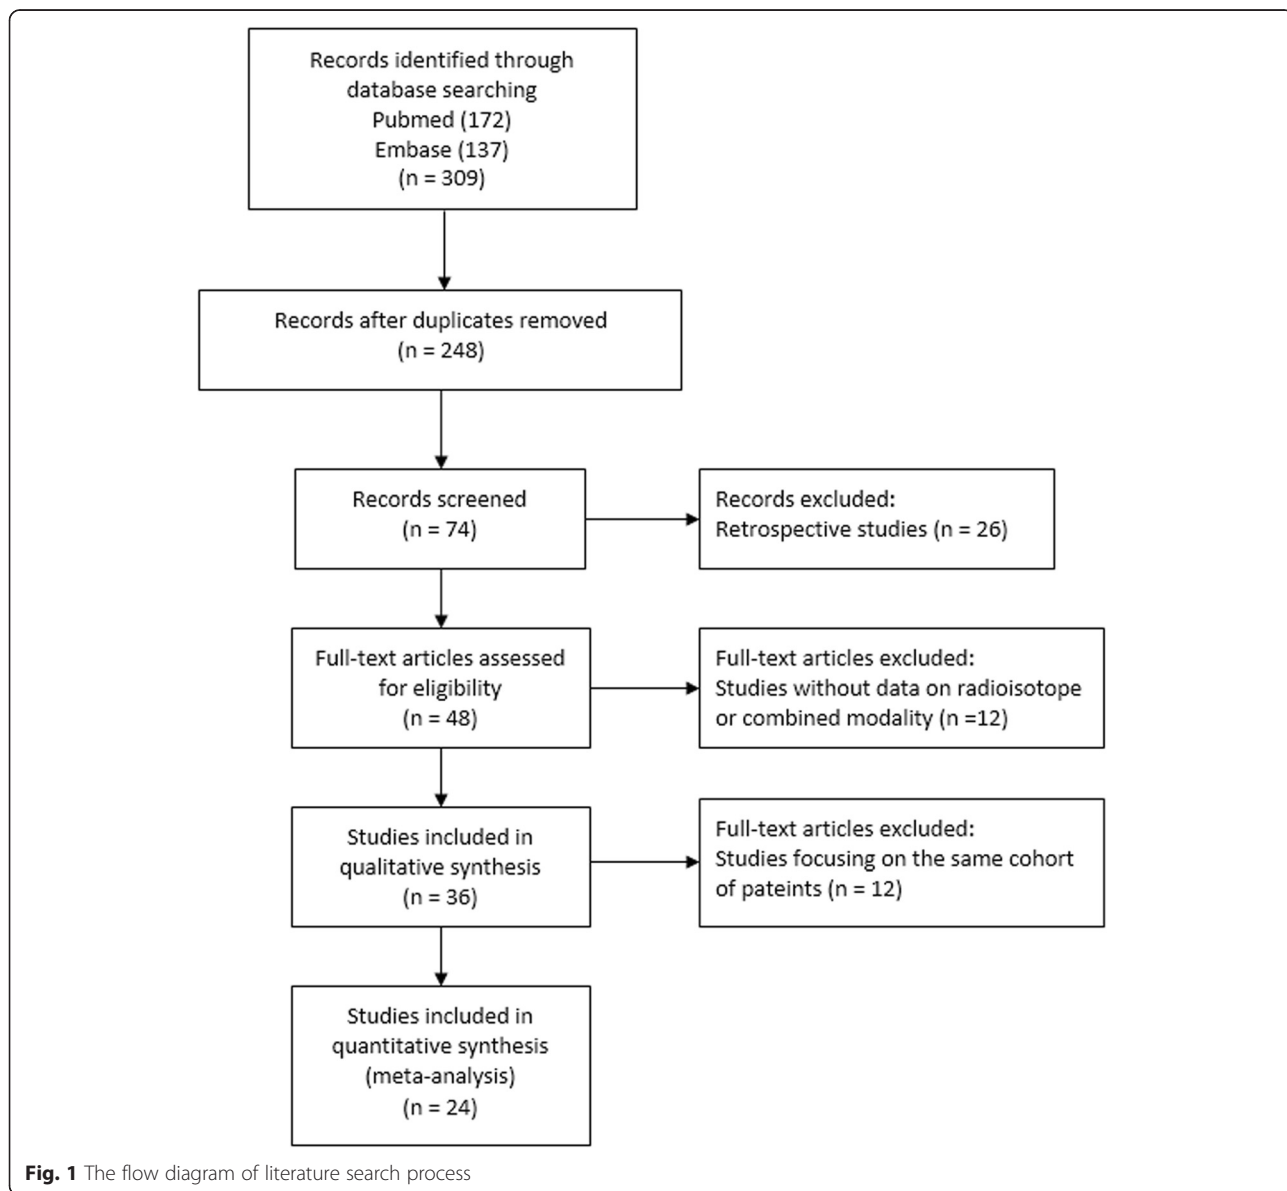 Records identified through
database searching
Pubmed (172)
Embase (137)
(n = 309)
Records after duplicates removed
(n = 248)
Records screened
(n = 74)
Records excluded:
Retrospective studies (n = 26)
Full-text articles assessed
for eligibility
(n = 48)
Full-text articles excluded:
Studies without data on radioisotope
or combined modality (n =12)
Studies included in
qualitative synthesis
(n = 36)
Full-text articles excluded:
Studies focusing on the same cohort
of pateints (n = 12)
Studies included in
quantitative synthesis
(meta-analysis)
(n = 24)
Fig. 1 The flow diagram of literature search process